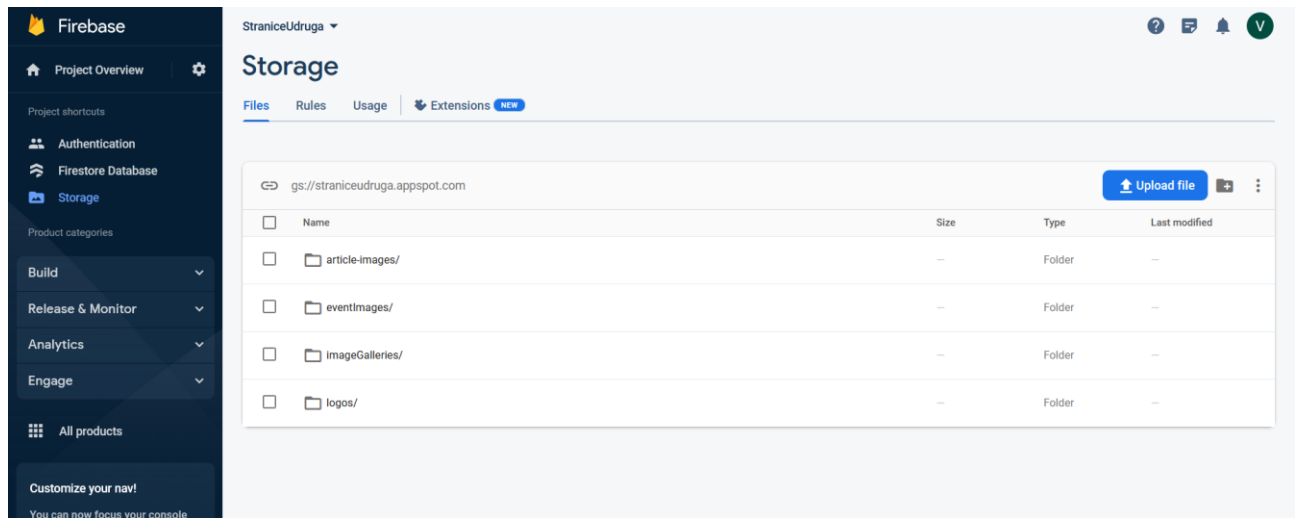 Firebase
Project Overview
Project shortcuts
Authentication
Firestore Database
Storage
Product categories
Build
Release & Monitor
Analytics
Engage
All products
Customize your nav!
You can now focus your console
StraniceUdruga
V
Storage
Files Rules Usage Extensions NEW
gs://straniceudruga.appspot.com Upload file
Name Size Type Last modified
article-images/ — Folder —
eventImages/ — Folder —
imageGalleries/ — Folder —
logos/ — Folder —